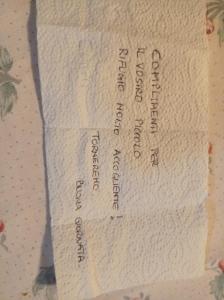 COMPLIMENTI PER
IL VOSTRO PICCOLO
RIFUGIO MOLTO ACCOGLIENTE!
TORNEREMO
BUONA GIORNATA